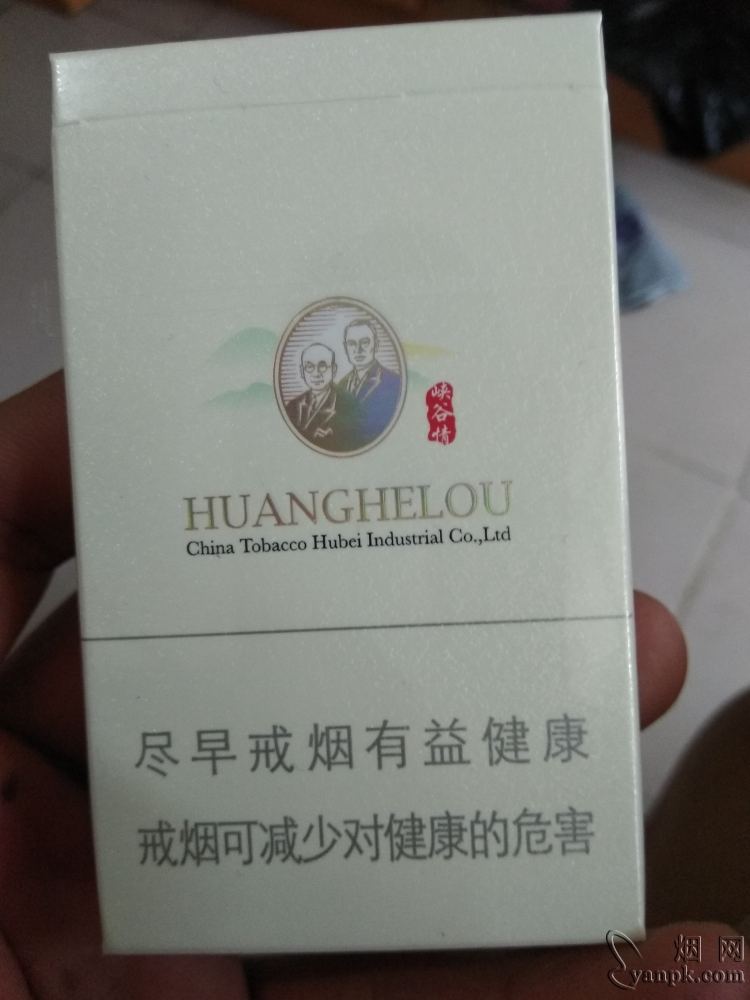 峡谷情
HUANGHELOU
China Tobacco Hubei Industrial Co.,Ltd
尽早戒烟有益健康
戒烟可减少对健康的危害
烟网
yanpk.com